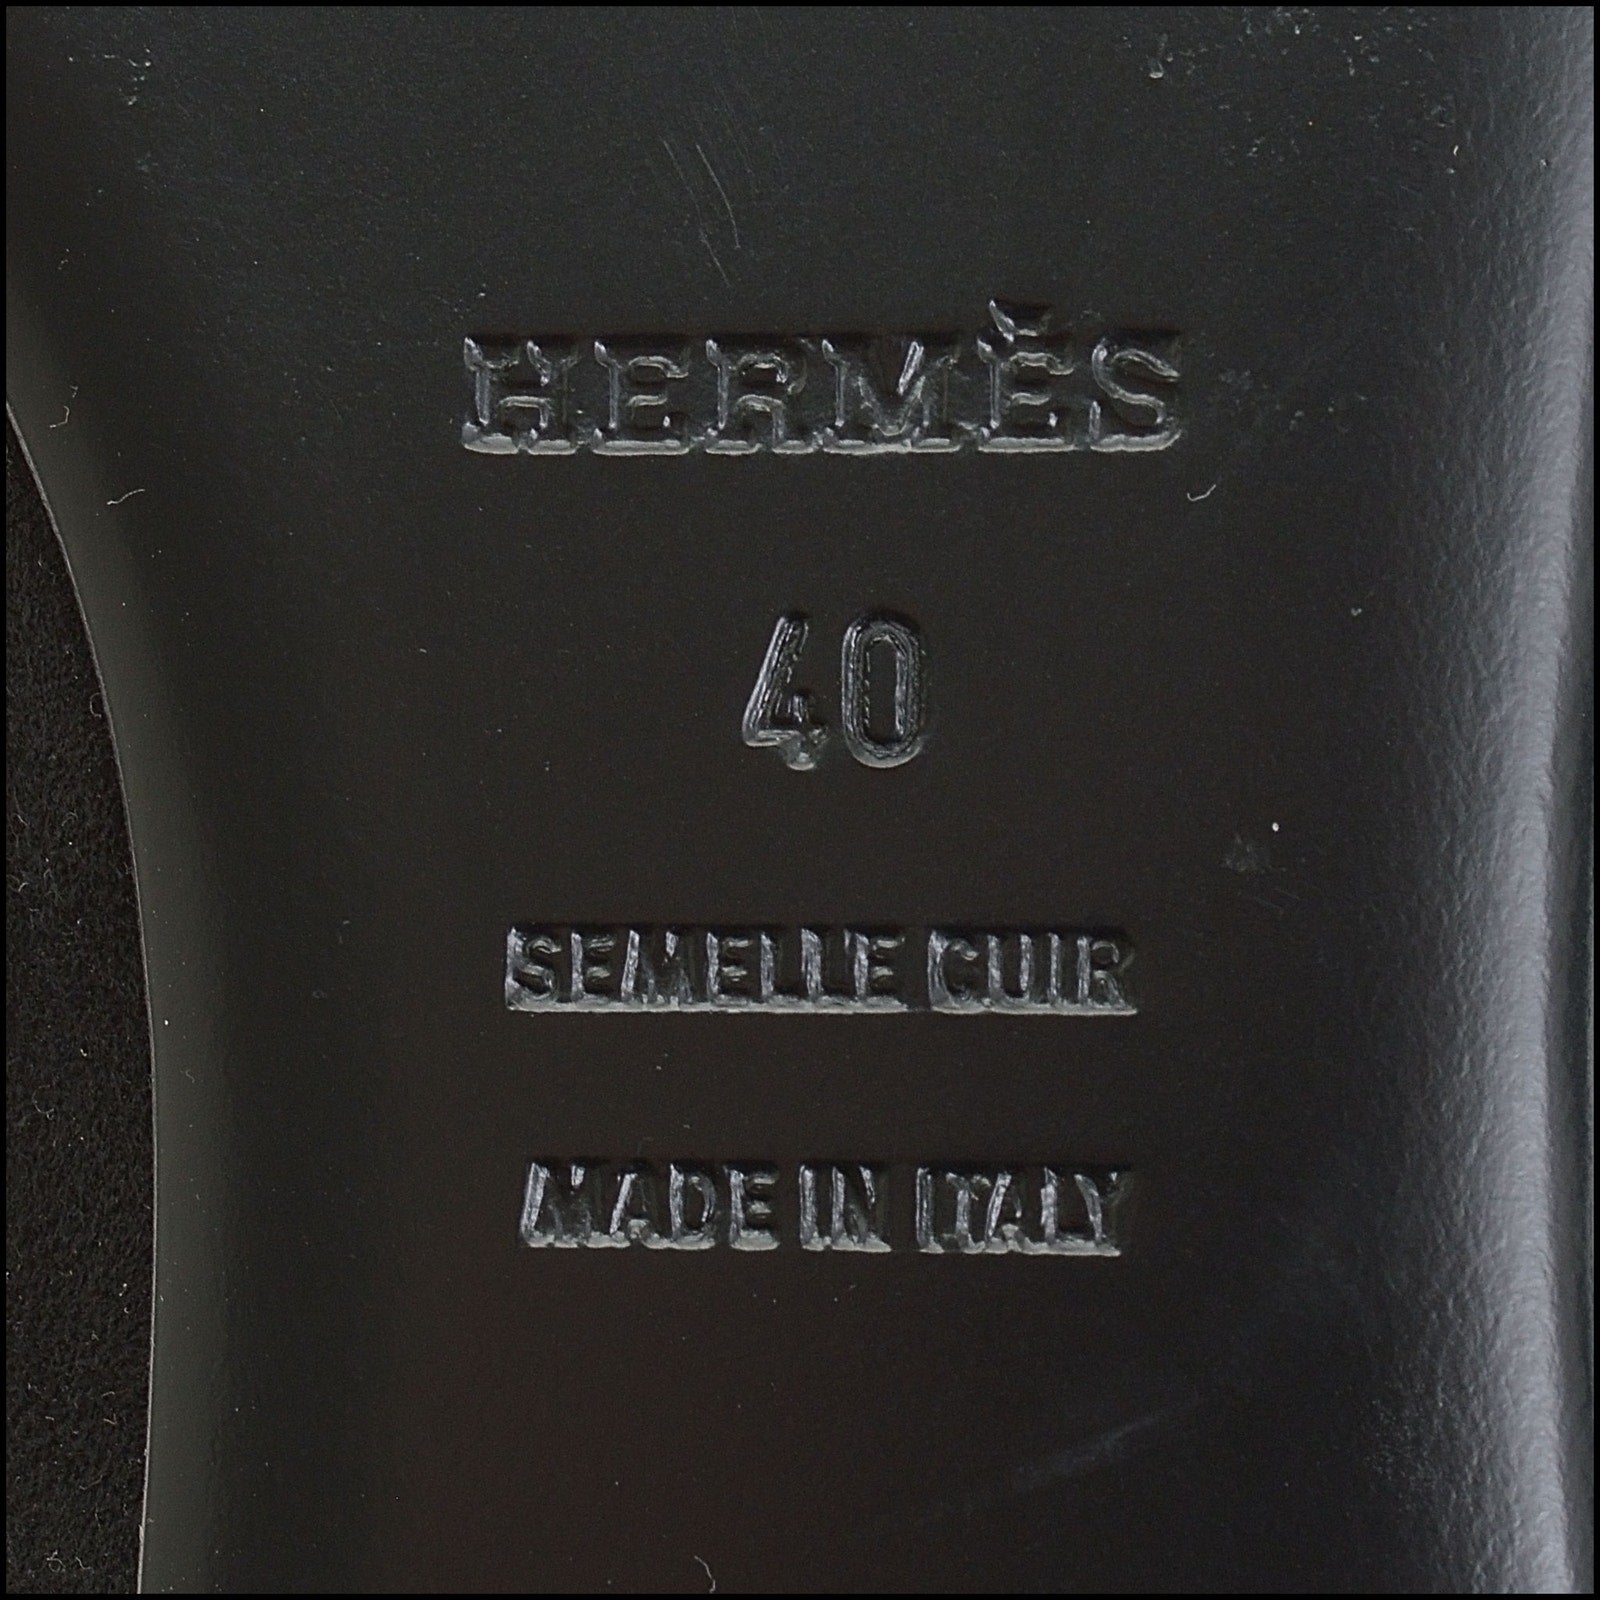 HERMÈS
40
SEMELLE CUIR
MADE IN ITALY